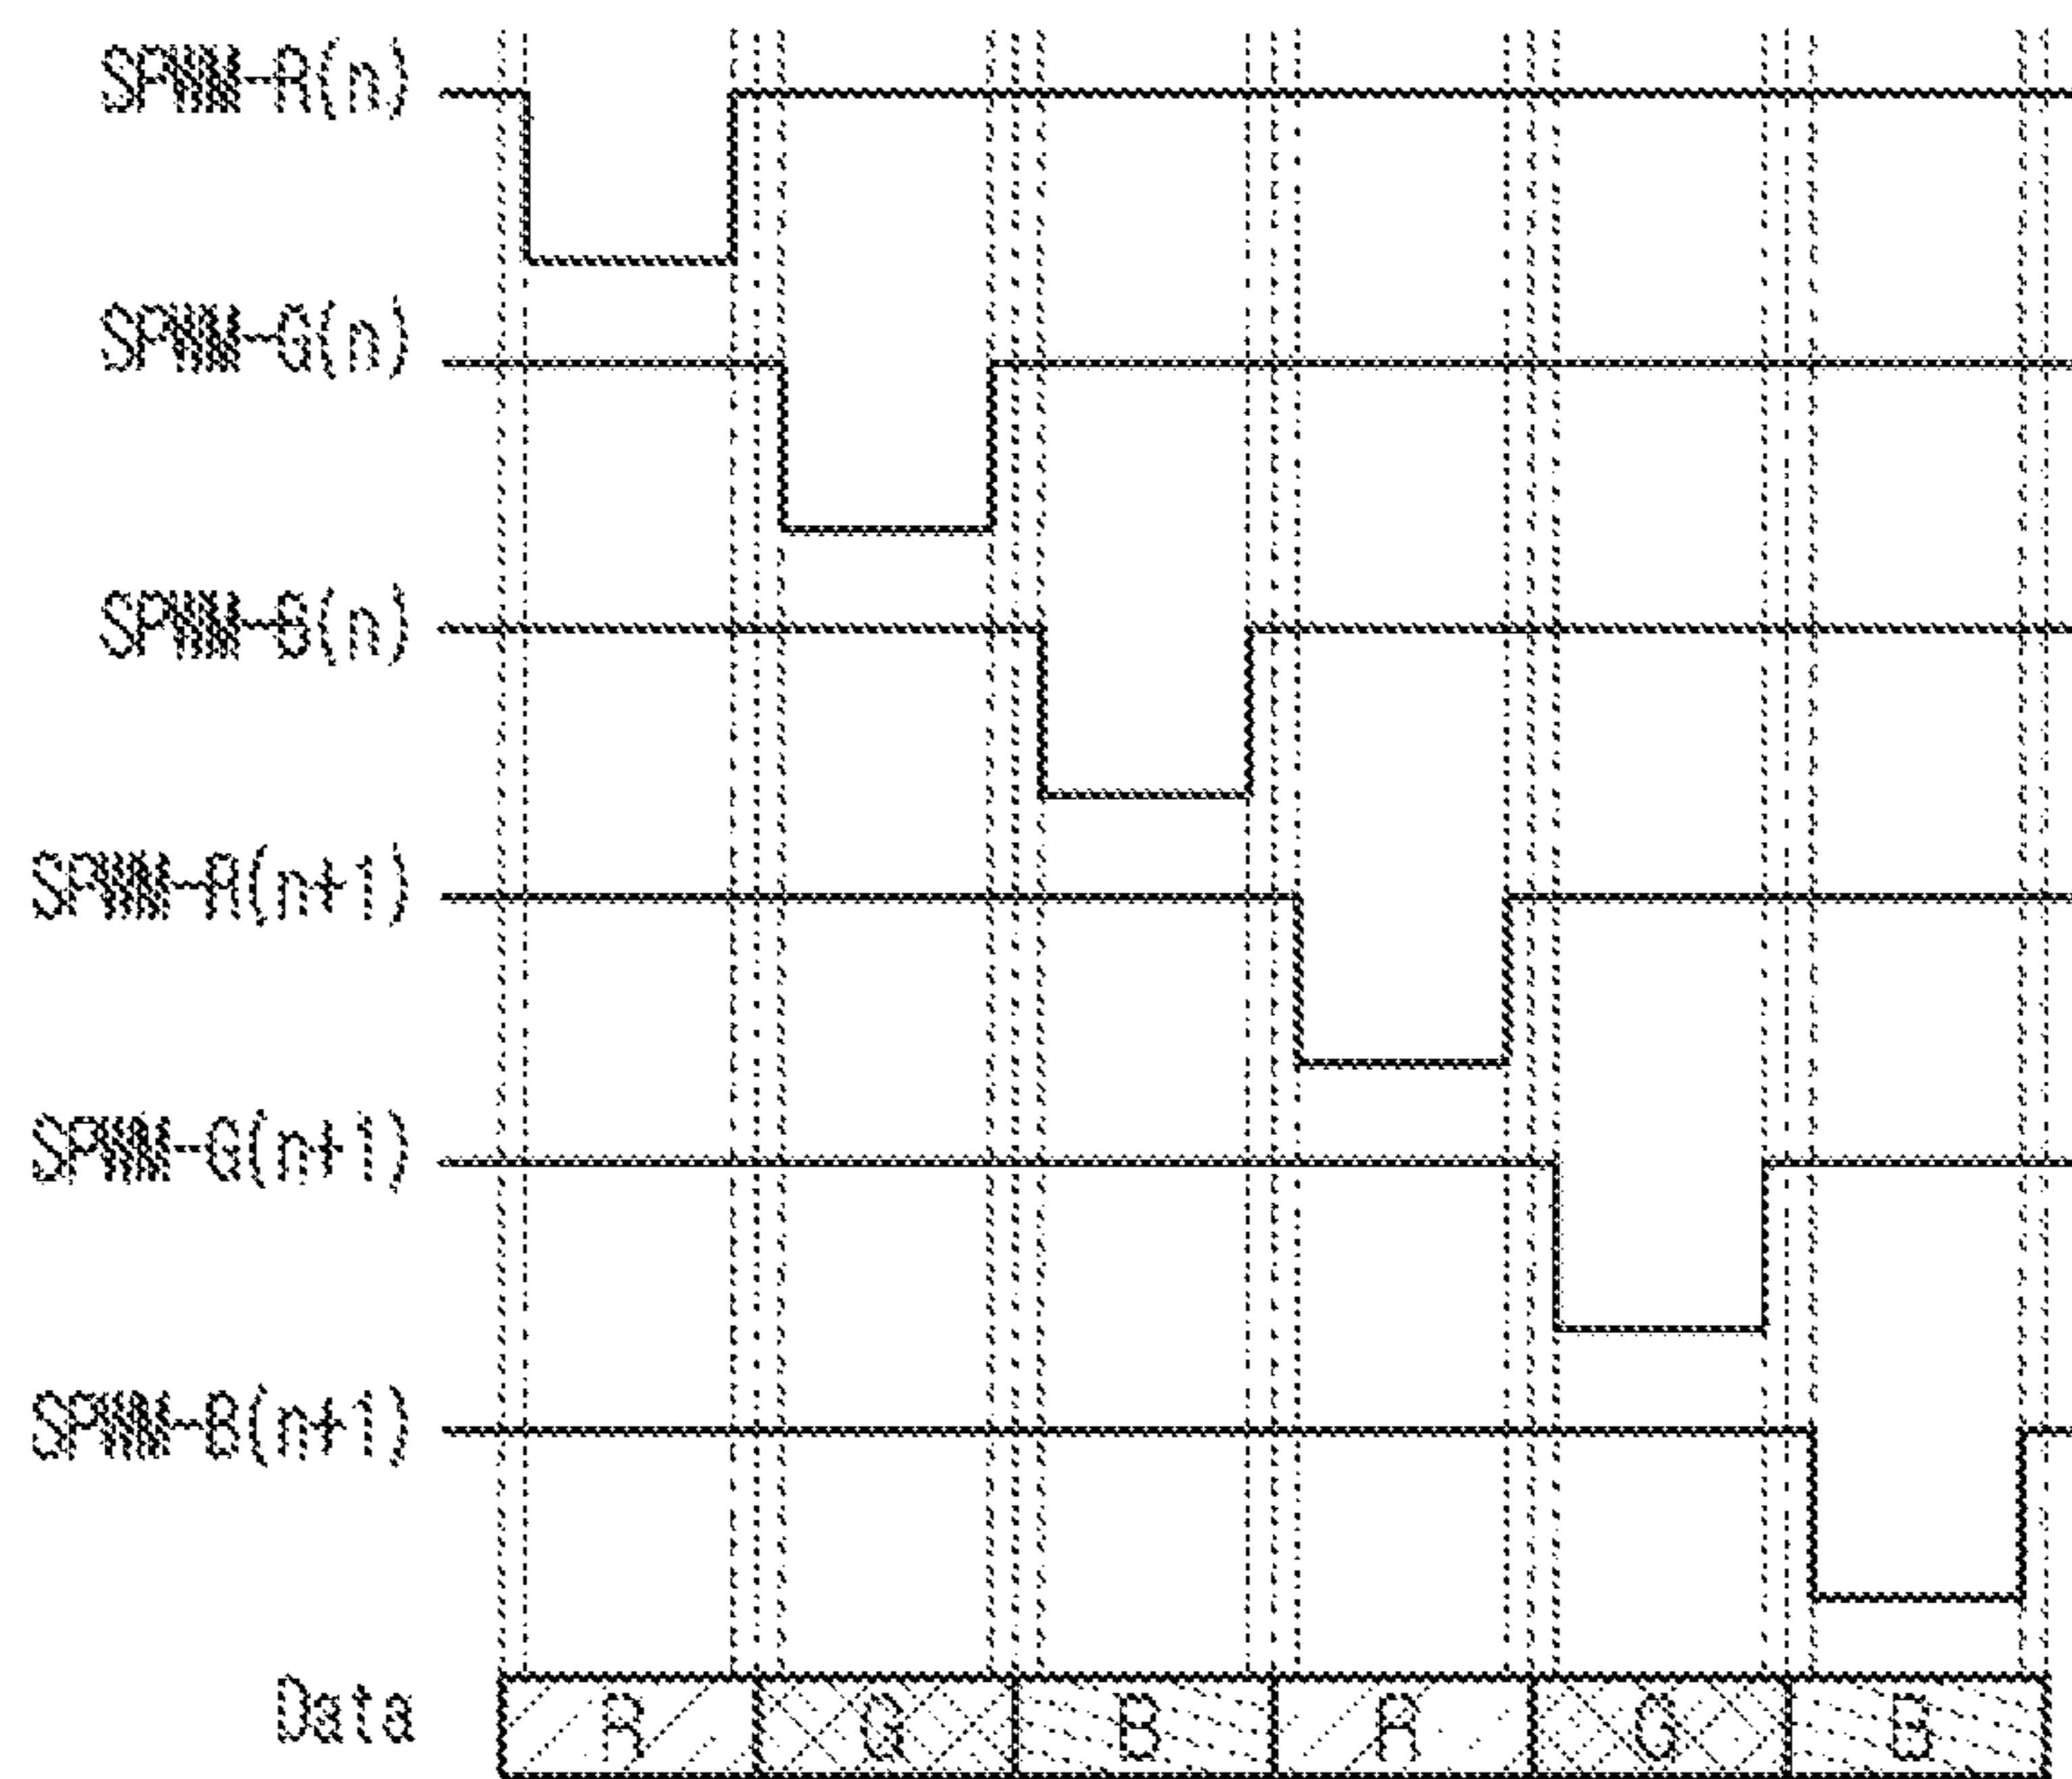 SPWM-R(n)
SPWM-G(n)
SPWM-G(n)
SPWM-R(n+1)
SPWM-G(n+1)
SPWM-B(n+1)
Data R G B R G B